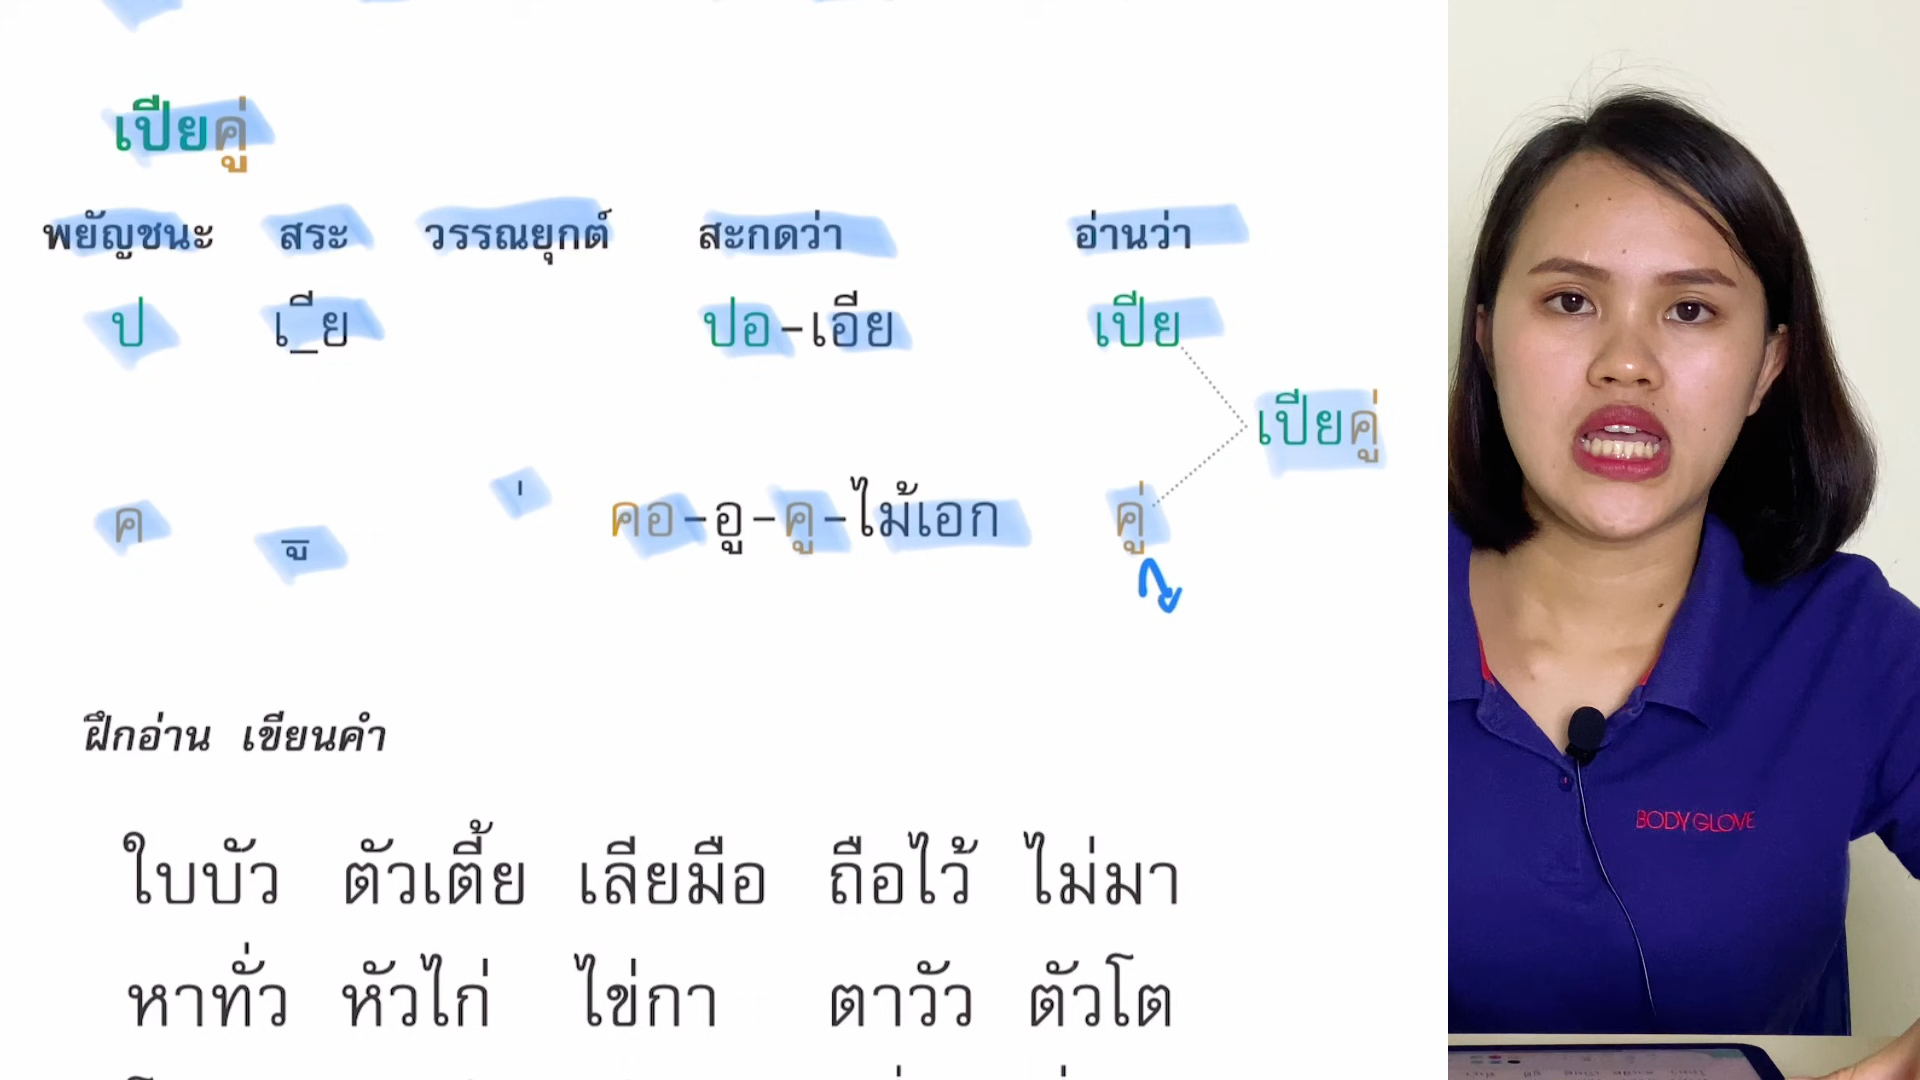 เปียคู่
พยัญชนะ สระ วรรณยุกต์ สะกดว่า อ่านว่า
ป เ_ีย ปอ-เอีย เปีย
เปียคู่
ค _ู ่ คอ-อู-คู-ไม้เอก คู่
ฝึกอ่าน เขียนคำ
ใบบัว ตัวเตี้ย เลียมือ ถือไว้ ไม่มา
หาทั่ว หัวไก่ ไข่กา ตาวัว ตัวโต
BODY GLOVE